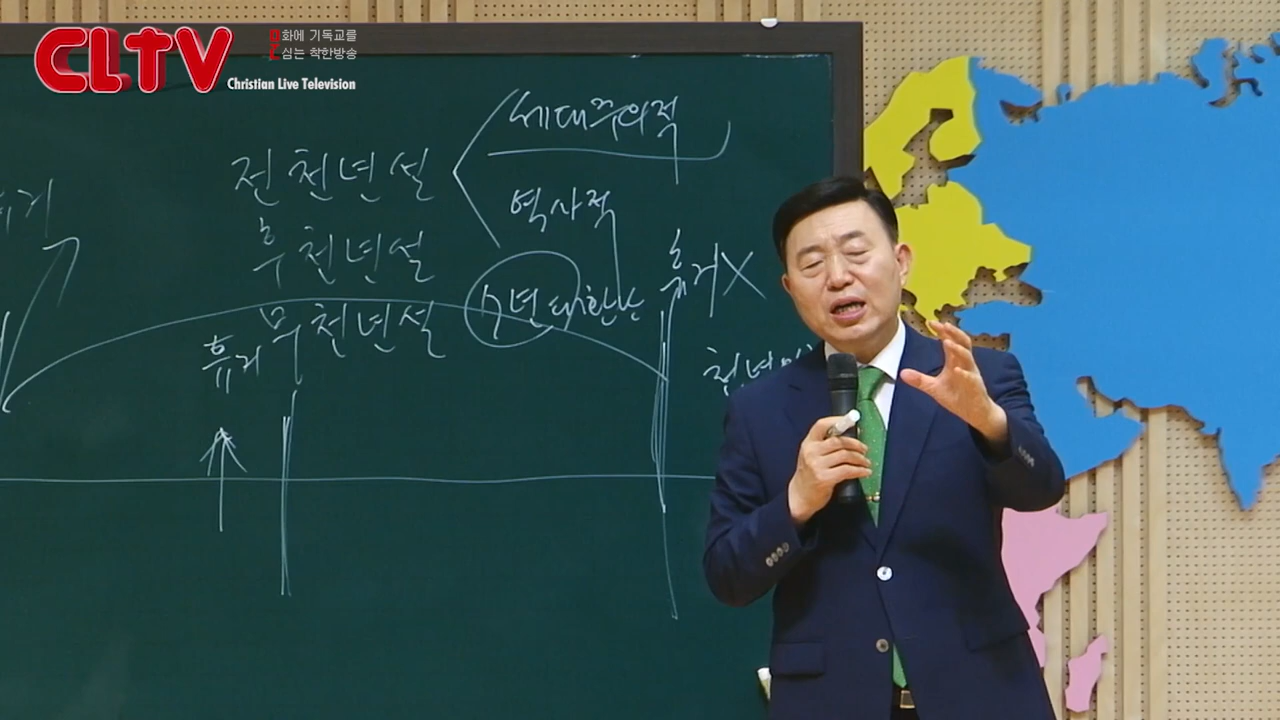 CLTV
문화에 기독교를
심는 착한방송
Christian Live Television
세대주의적
전천년설
역사적
후천년설
휴거X
7년대환난
무천년설
휴거
천년